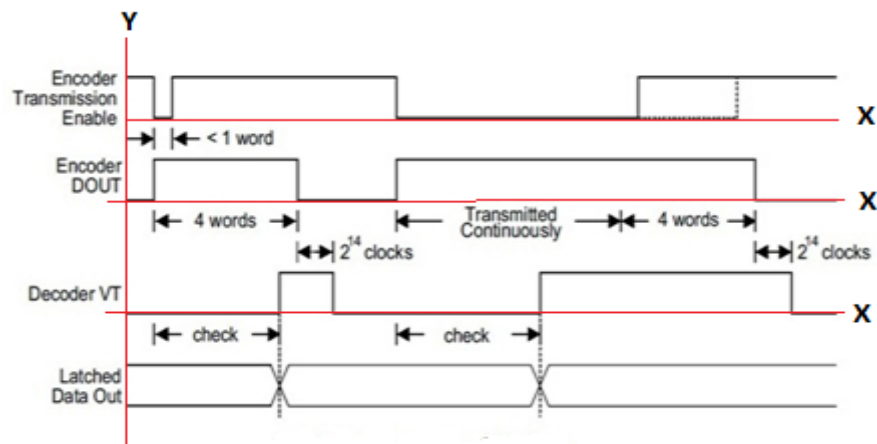 Y
Encoder
Transmission
Enable
X
< 1 word
Encoder
DOUT
X
4 words
Transmitted
Continuously
4 words
2^14 clocks
2^14 clocks
Decoder VT
X
check
check
Latched
Data Out